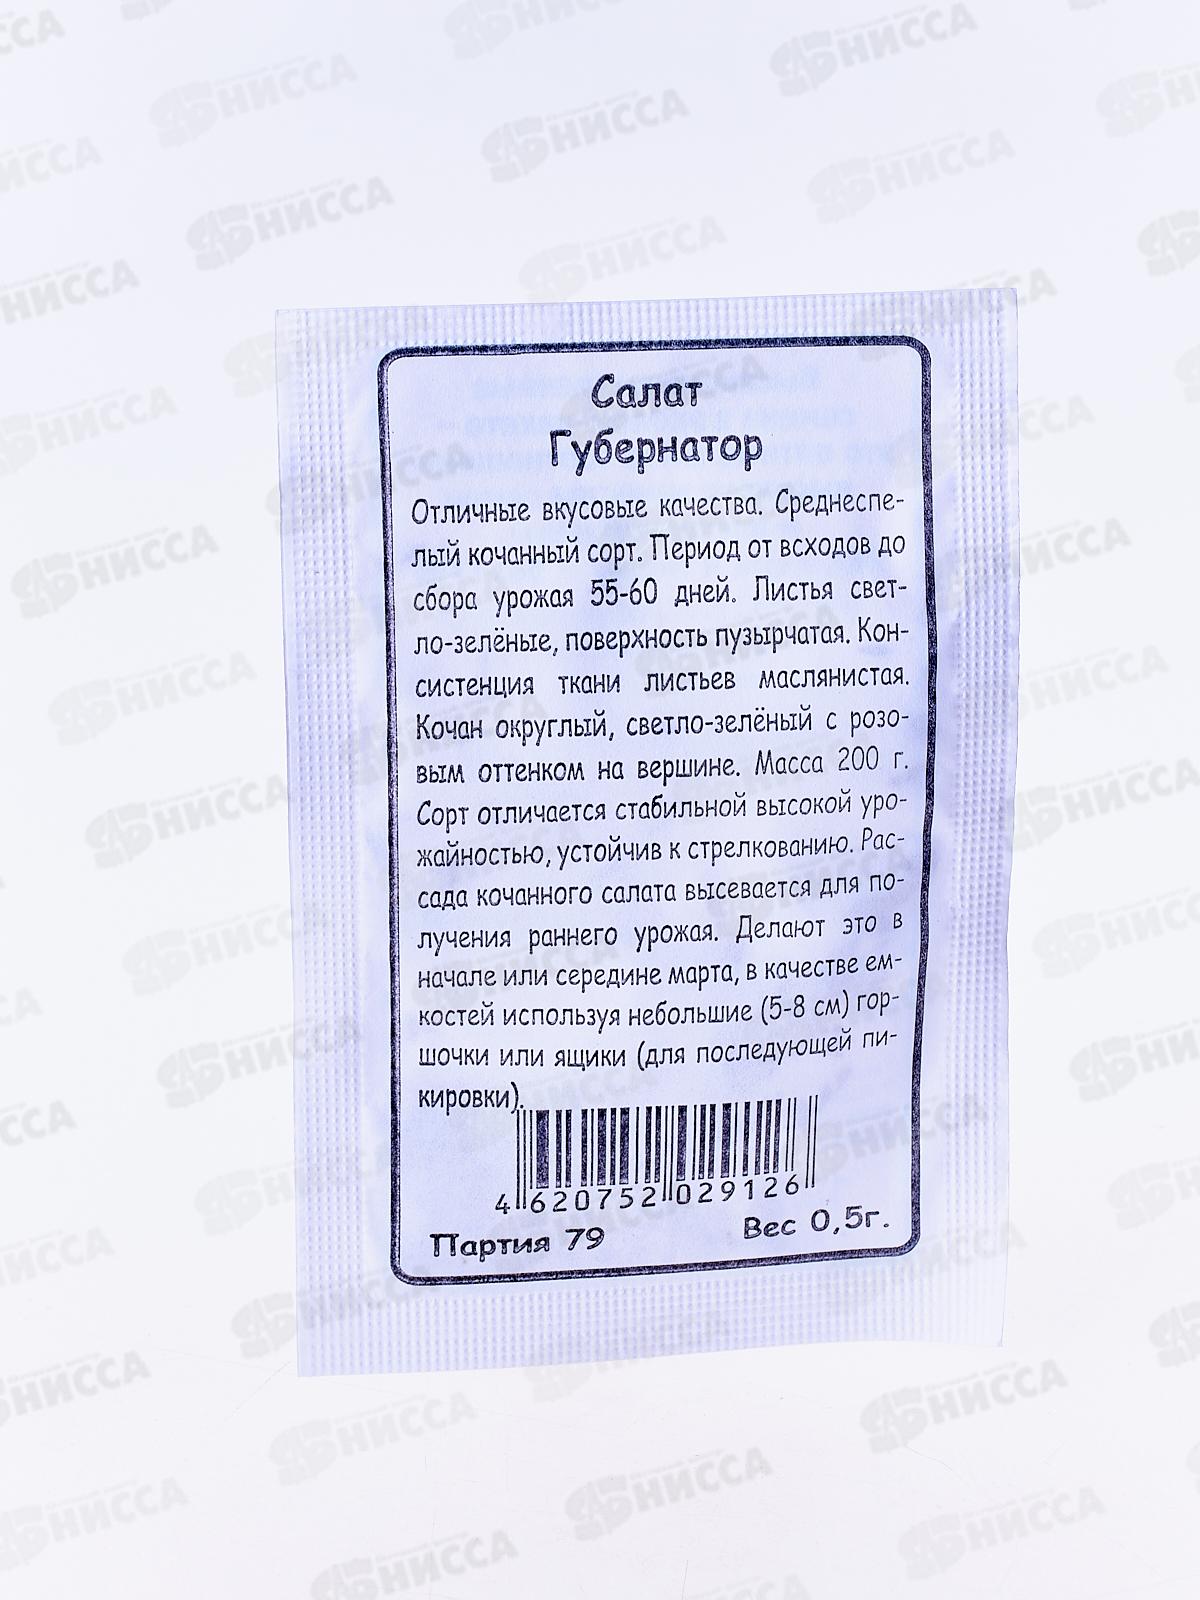 Салат
Губернатор
Отличные вкусовые качества. Среднеспе-
лый кочанный сорт. Период от всходов до
сбора урожая 55-60 дней. Листья свет-
ло-зелёные, поверхность пузырчатая. Кон-
систенция ткани листьев маслянистая.
Кочан округлый, светло-зелёный с розо-
вым оттенком на вершине. Масса 200 г.
Сорт отличается стабильной высокой уро-
жайностью, устойчив к стрелкованию. Рас-
сада кочанного салата высевается для по-
лучения раннего урожая. Делают это в
начале или середине марта, в качестве ем-
костей используя небольшие (5-8 см) гор-
шочки или ящики (для последующей пи-
кировки).
4 620752 029126
Партия 79 Вес 0,5г.